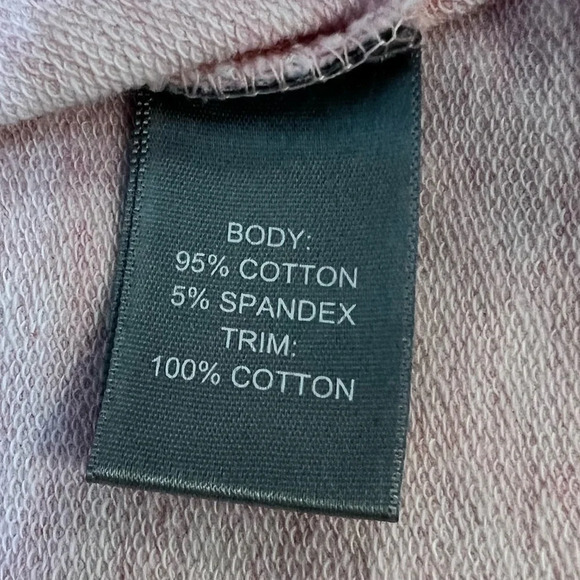 BODY:
95% COTTON
5% SPANDEX
TRIM:
100% COTTON